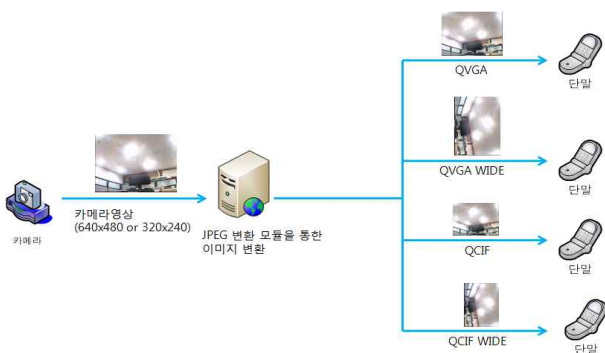 QVGA
단말
QVGA WIDE
단말
카메라
카메라영상
(640x480 or 320x240)
JPEG 변환 모듈을 통한
이미지 변환
QCIF
단말
QCIF WIDE
단말